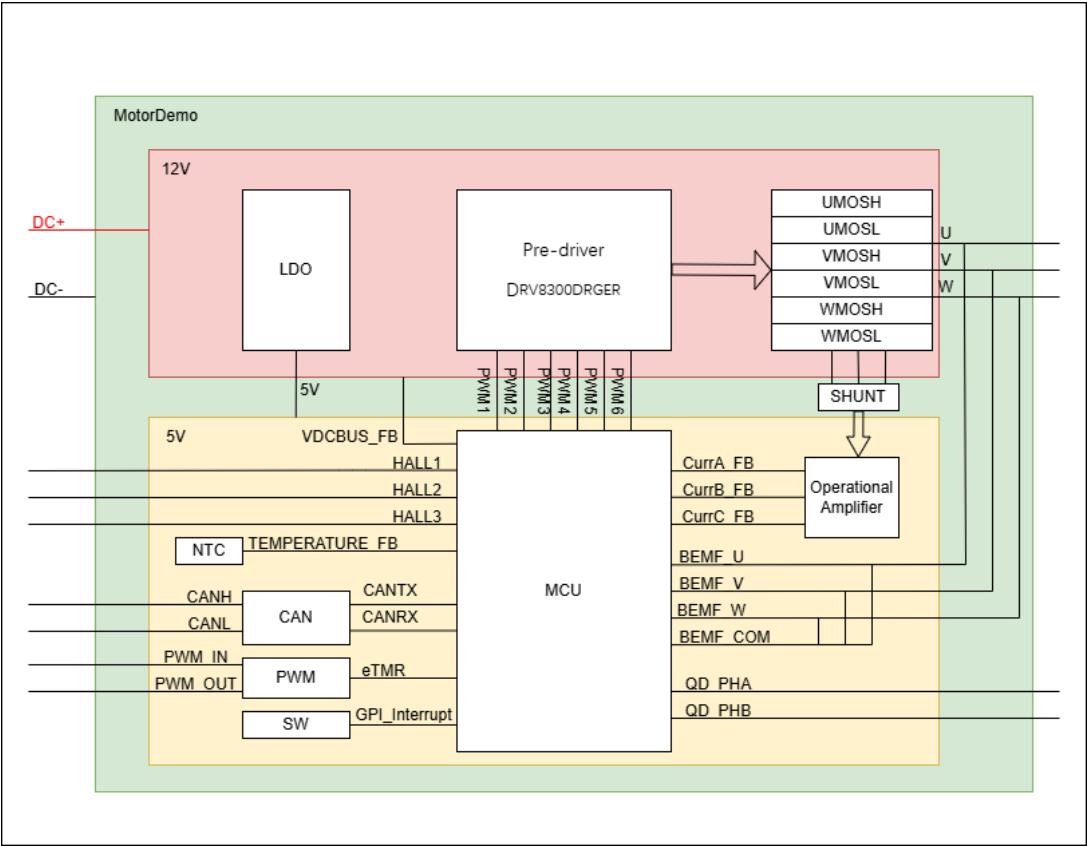 MotorDemo
12V
DC+
DC-
LDO
Pre-driver
DRV8300DRGER
UMOSH
UMOSL
VMOSH
VMOSL
WMOSH
WMOSL
U
V
W
5V
PWM1
PWM2
PWM3
PWM4
PWM5
PWM6
SHUNT
5V
VDCBUS_FB
HALL1
HALL2
HALL3
NTC
TEMPERATURE_FB
CANH
CANL
CAN
CANTX
CANRX
PWM_IN
PWM_OUT
PWM
eTMR
SW
GPI_Interrupt
MCU
CurrA_FB
CurrB_FB
CurrC_FB
Operational
Amplifier
BEMF_U
BEMF_V
BEMF_W
BEMF_COM
QD_PHA
QD_PHB